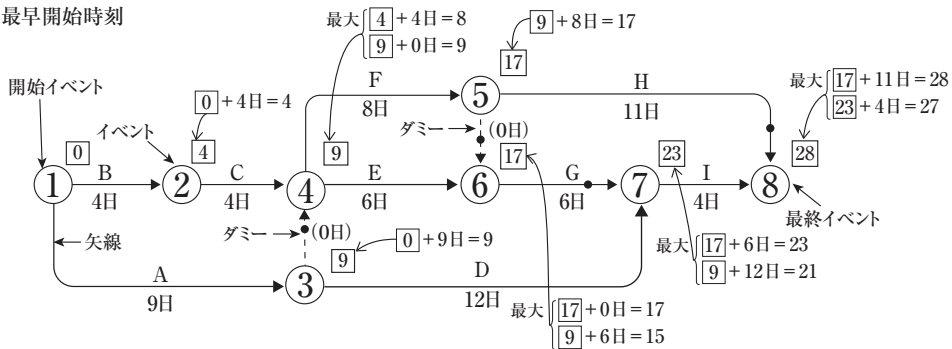 最早開始時刻
最大 4 +4日=8
9 +0日=9
9 +8日=17
17
最大 17 +11日=28
23 +4日=27
開始イベント
イベント
0 +4日=4
F
8日
5
H
11日
ダミー
(0日)
0
4
9
17
23
28
1
B
4日
2
C
4日
4
E
6日
6
G
6日
7
I
4日
8
最終イベント
矢線
ダミー
(0日)
9
0 +9日=9
最大 17 +6日=23
9 +12日=21
A
9日
3
D
12日
最大 17 +0日=17
9 +6日=15